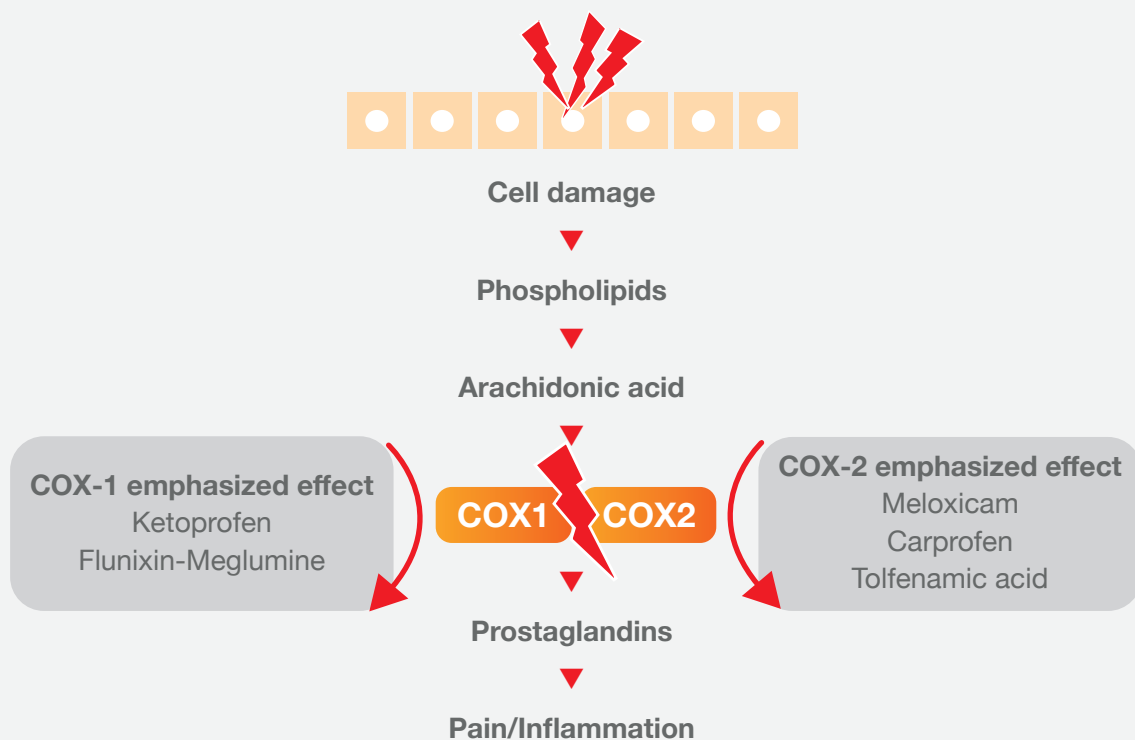 Cell damage
Phospholipids
Arachidonic acid
COX-1 emphasized effect
Ketoprofen
Flunixin-Meglumine
COX1
COX2
COX-2 emphasized effect
Meloxicam
Carprofen
Tolfenamic acid
Prostaglandins
Pain/Inflammation